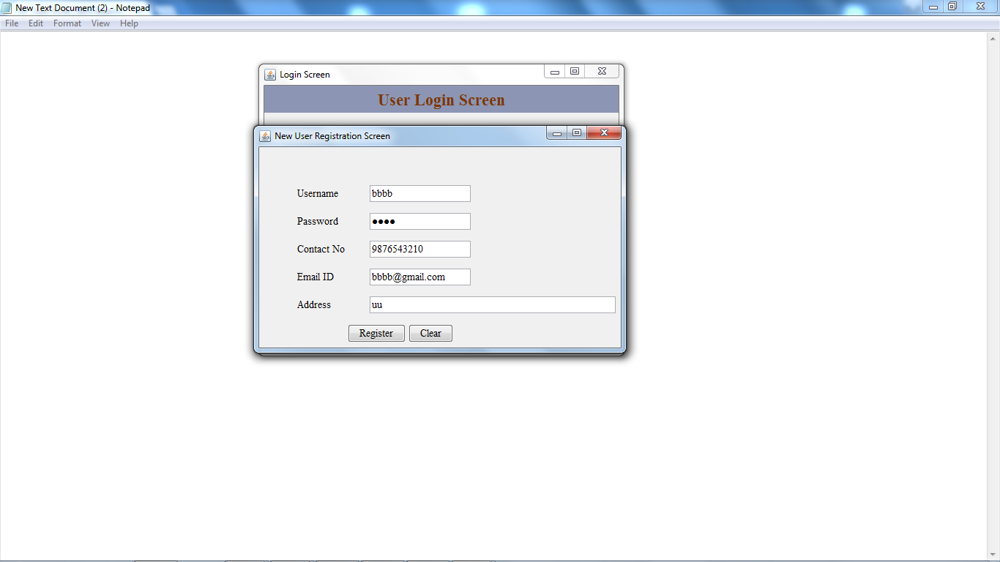 New Text Document (2) - Notepad
File Edit Format View Help
Login Screen
User Login Screen
New User Registration Screen
Username bbbb
Password ●●●●
Contact No 9876543210
Email ID bbbb@gmail.com
Address uu
Register Clear